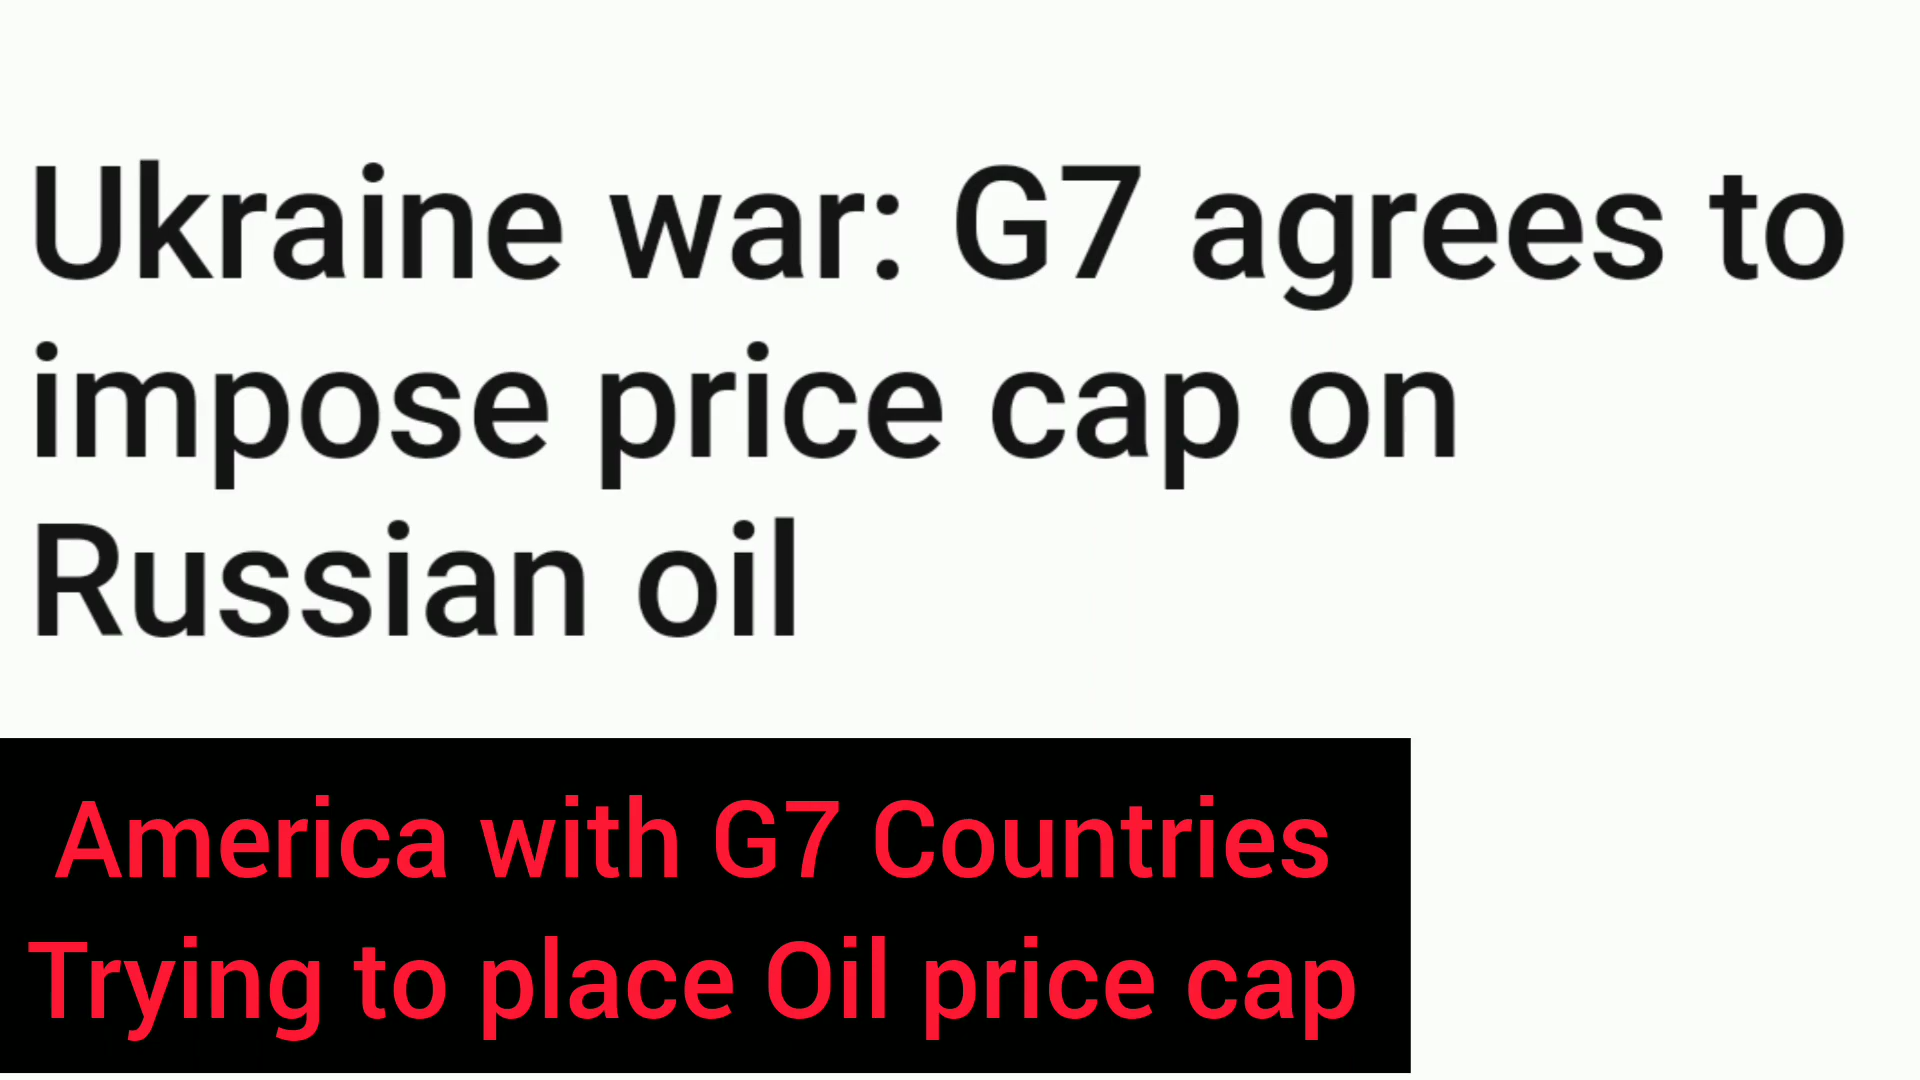 Ukraine war: G7 agrees to
impose price cap on
Russian oil
America with G7 Countries
Trying to place Oil price cap